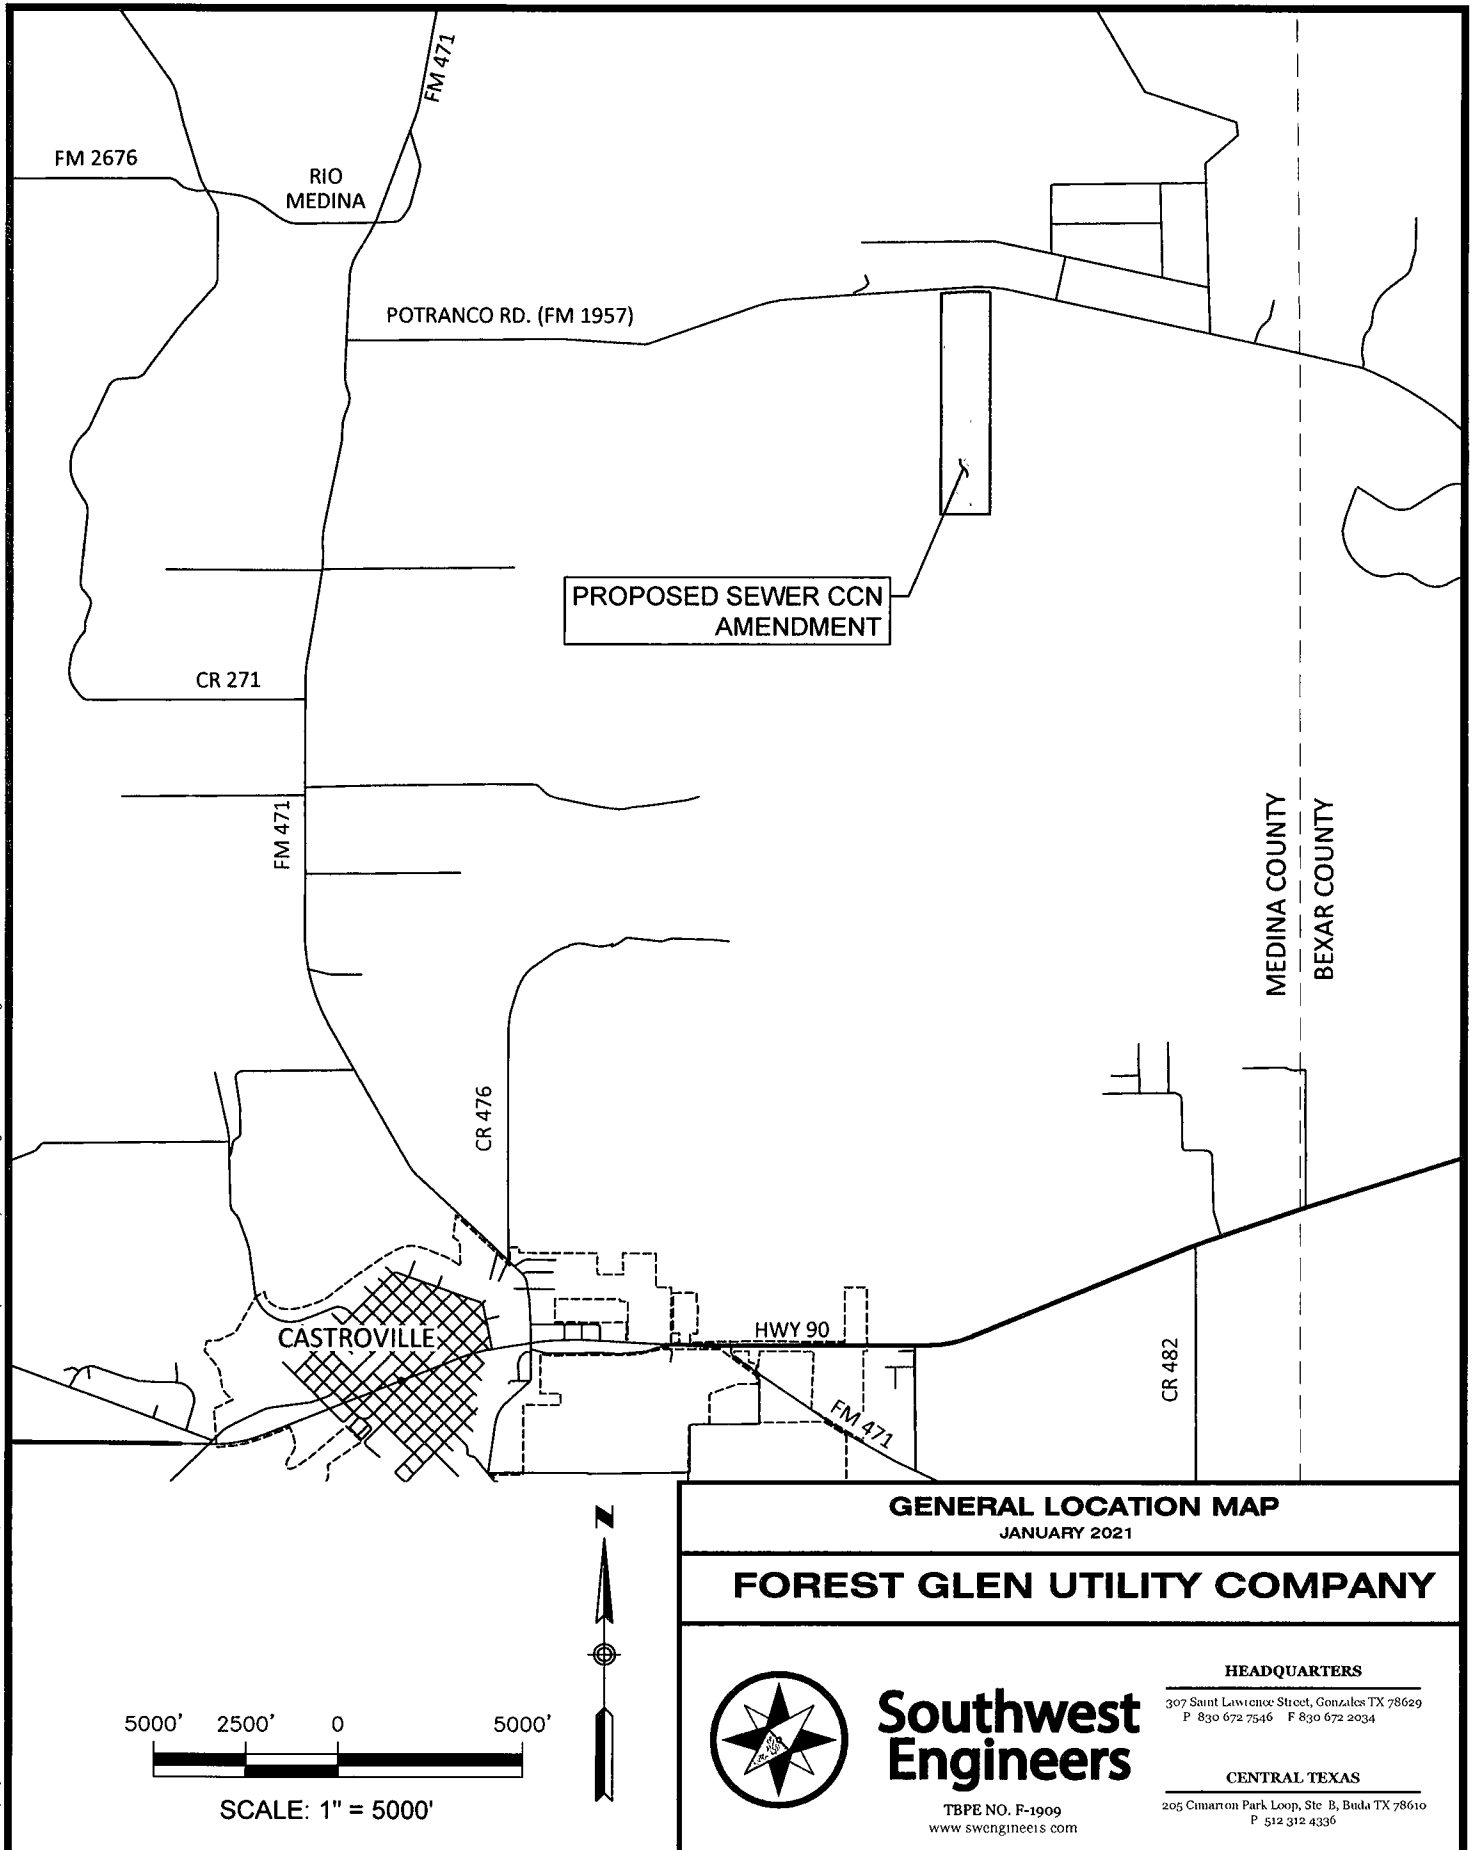 FM 471
FM 2676
RIO
MEDINA
POTRANCO RD. (FM 1957)
PROPOSED SEWER CCN
AMENDMENT
CR 271
FM 471
MEDINA COUNTY
BEXAR COUNTY
CR 476
CASTROVILLE
HWY 90
FM 471
CR 482
N
5000' 2500' 0 5000'
SCALE: 1" = 5000'
GENERAL LOCATION MAP
JANUARY 2021
FOREST GLEN UTILITY COMPANY
Southwest
Engineers
TBPE NO. F-1909
www swengineers com
HEADQUARTERS
307 Saint Lawrence Street, Gonzales TX 78629
P 830 672 7546 F 830 672 2034
CENTRAL TEXAS
205 Cimarron Park Loop, Ste B, Buda TX 78610
P 512 312 4336